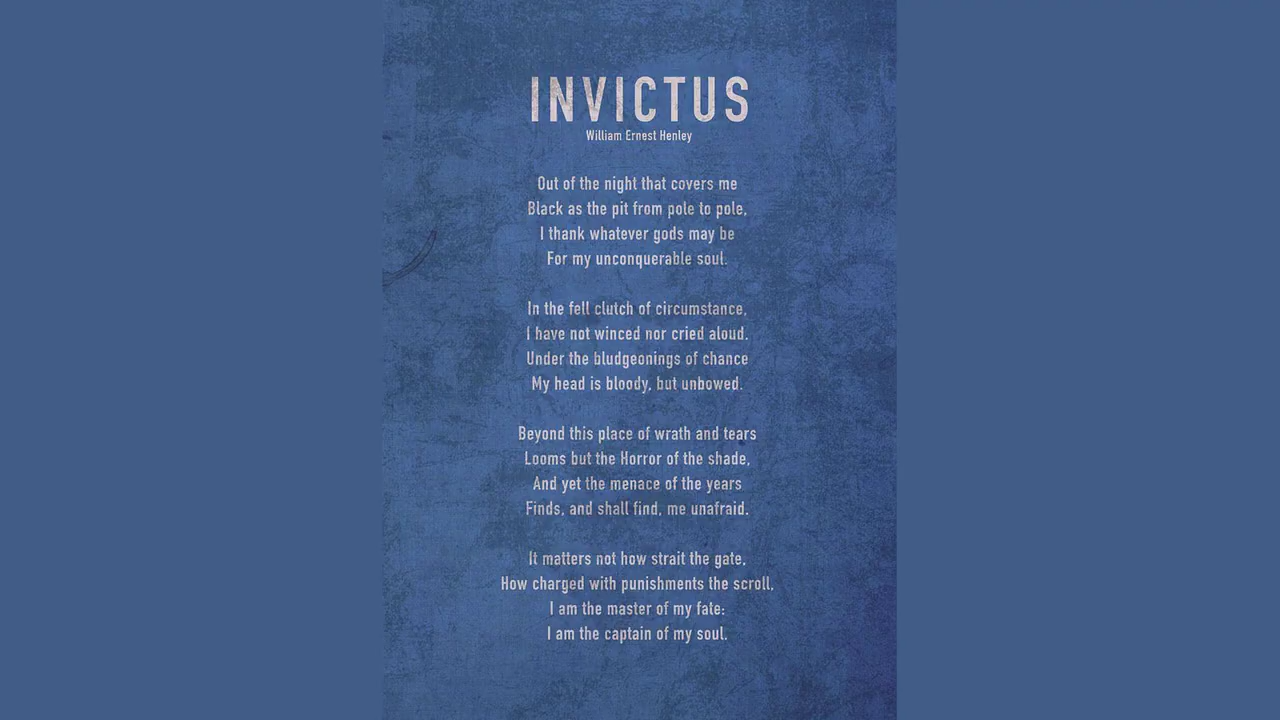 INVICTUS
William Ernest Henley
Out of the night that covers me
Black as the pit from pole to pole,
I thank whatever gods may be
For my unconquerable soul.
In the fell clutch of circumstance,
I have not winced nor cried aloud.
Under the bludgeonings of chance
My head is bloody, but unbowed.
Beyond this place of wrath and tears
Looms but the Horror of the shade,
And yet the menace of the years
Finds, and shall find, me unafraid.
It matters not how strait the gate,
How charged with punishments the scroll,
I am the master of my fate:
I am the captain of my soul.